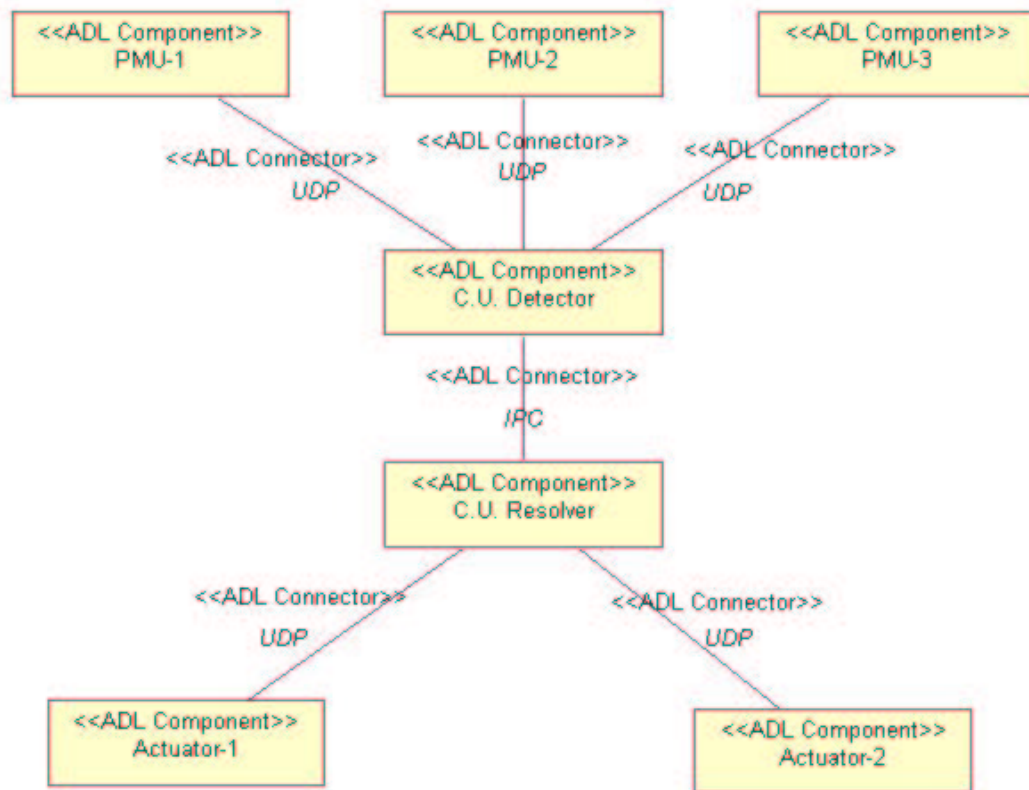 <<ADL Component>>
PMU-1
<<ADL Component>>
PMU-2
<<ADL Component>>
PMU-3
<<ADL Connector>>
UDP
<<ADL Connector>>
UDP
<<ADL Connector>>
UDP
<<ADL Component>>
C.U. Detector
<<ADL Connector>>
IPC
<<ADL Component>>
C.U. Resolver
<<ADL Connector>>
UDP
<<ADL Connector>>
UDP
<<ADL Component>>
Actuator-1
<<ADL Component>>
Actuator-2